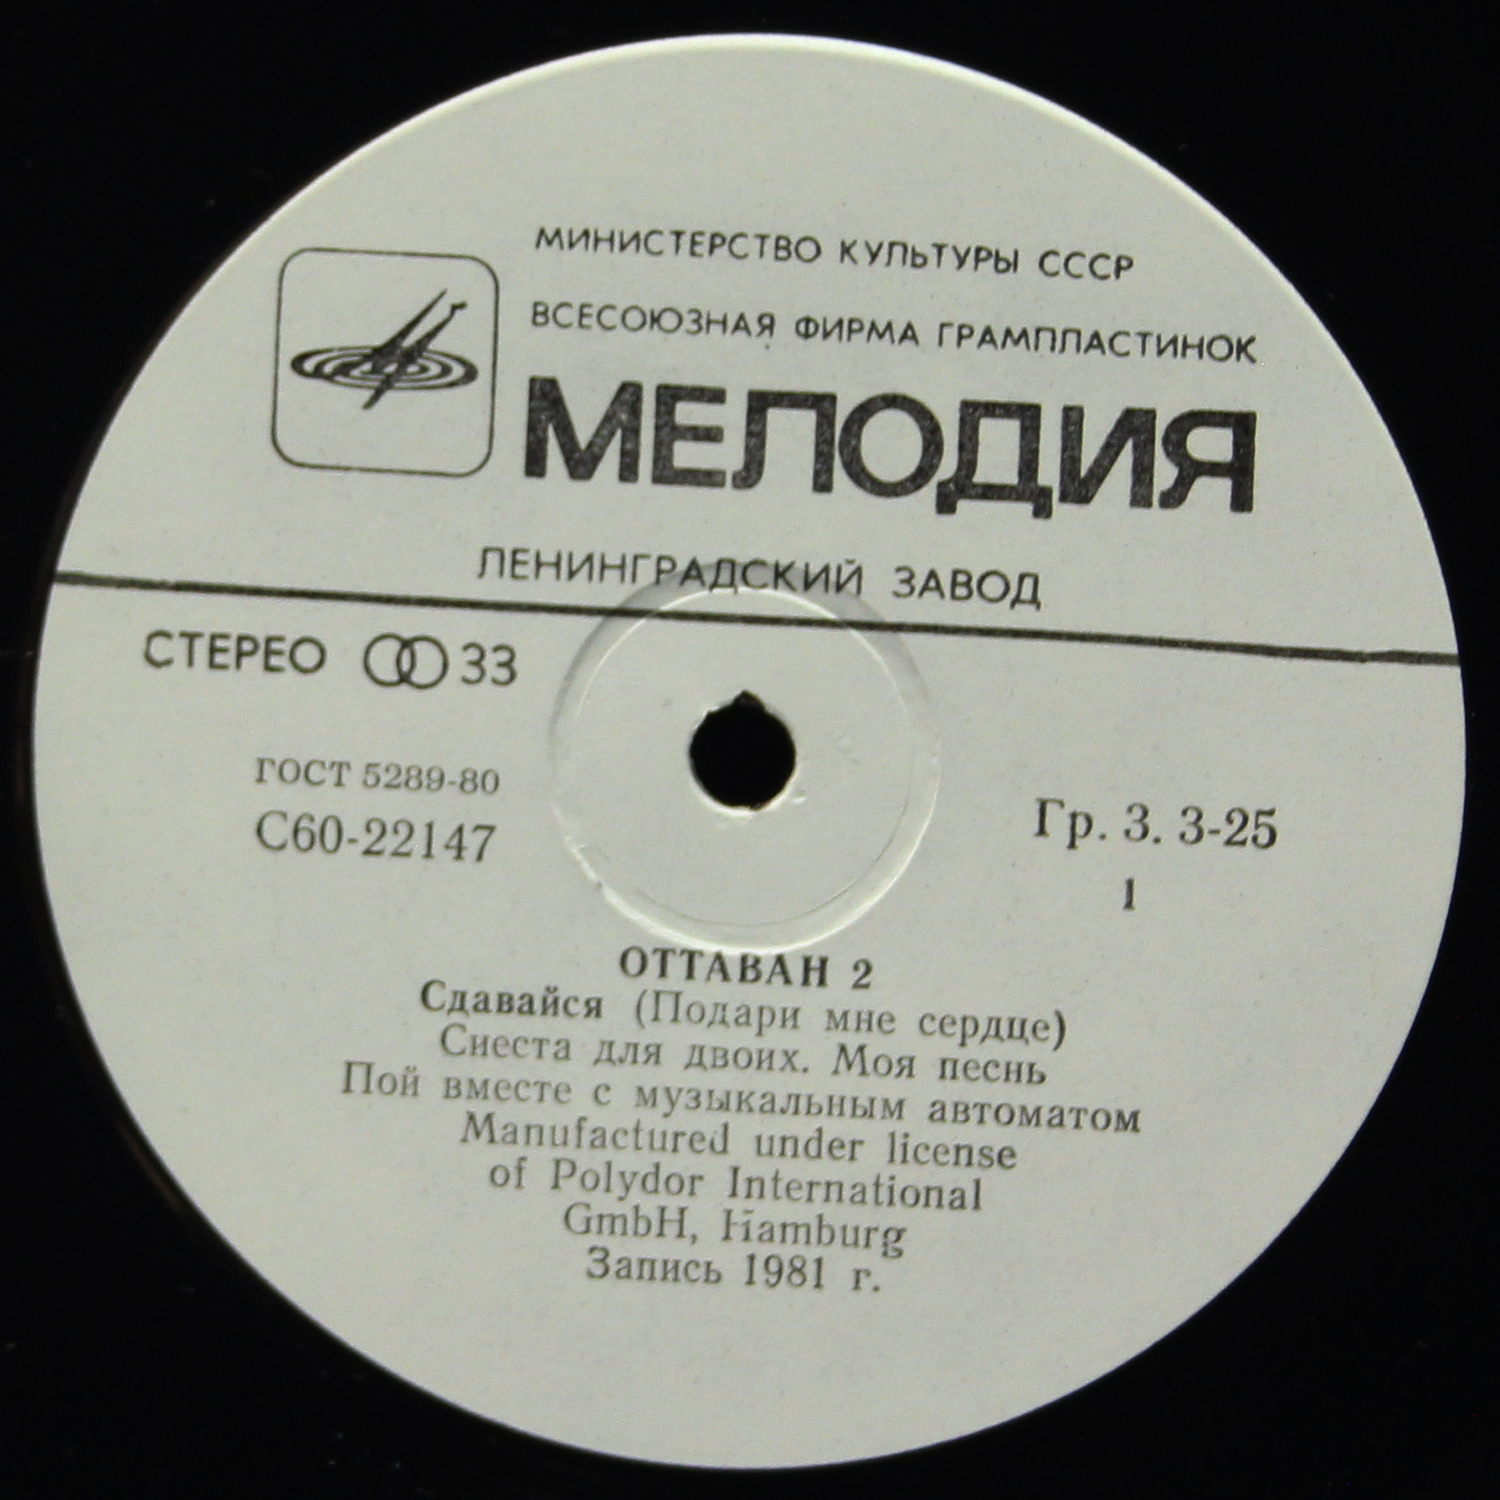 МИНИСТЕРСТВО КУЛЬТУРЫ СССР
ВСЕСОЮЗНАЯ ФИРМА ГРАМПЛАСТИНОК
МЕЛОДИЯ
ЛЕНИНГРАДСКИЙ ЗАВОД
СТЕРЕО 33
ГОСТ 5289-80
С60-22147
Гр. 3. 3-25
1
ОТТАВАН 2
Сдавайся (Подари мне сердце)
Сиеста для двоих. Моя песнь
Пой вместе с музыкальным автоматом
Manufactured under license
of Polydor International
GmbH, Hamburg
Запись 1981 г.